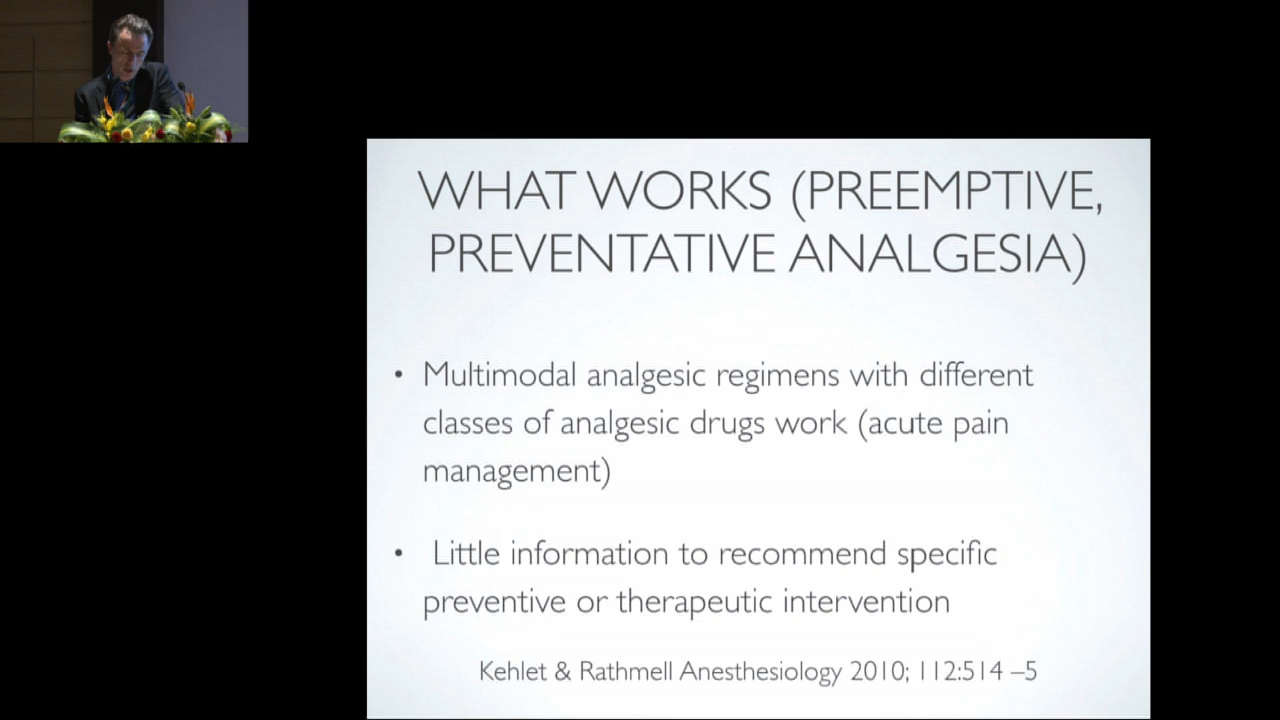 WHAT WORKS (PREEMPTIVE,
PREVENTATIVE ANALGESIA)
• Multimodal analgesic regimens with different
classes of analgesic drugs work (acute pain
management)
• Little information to recommend specific
preventive or therapeutic intervention
Kehlet & Rathmell Anesthesiology 2010; 112:514 –5